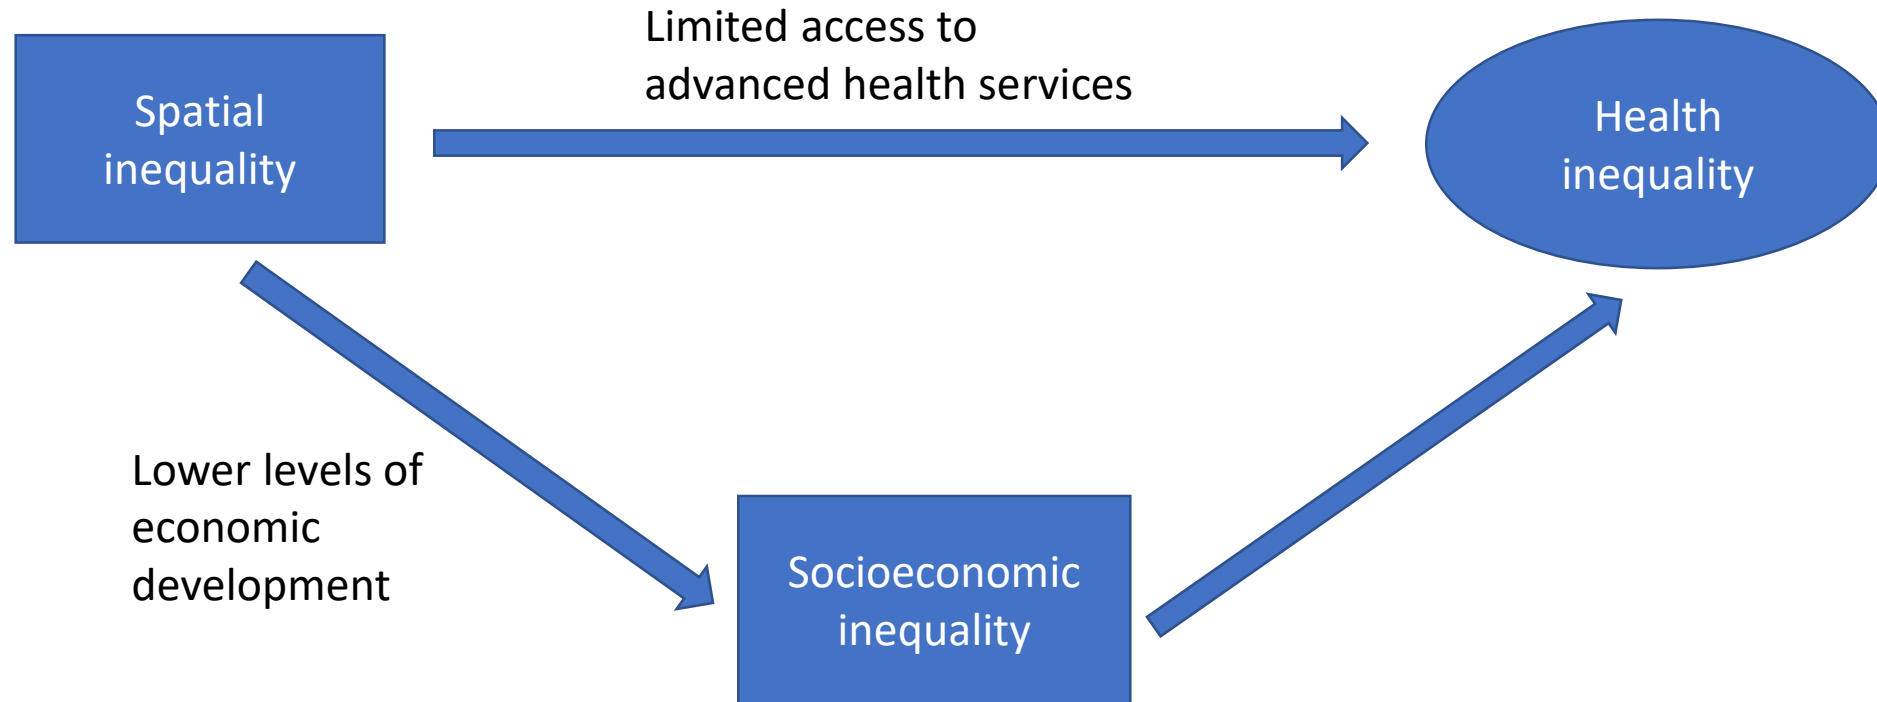 Limited access to
advanced health services
Spatial
inequality
Health
inequality
Lower levels of
economic
development
Socioeconomic
inequality